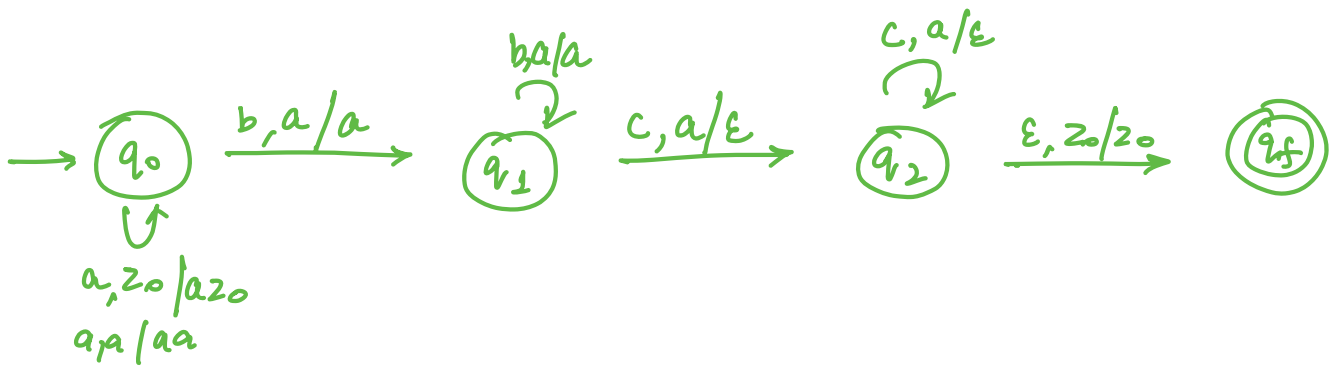 c, a/ε
b,a/a
b, a/a
c, a/ε
ε, z₀/z₀
q₀
q₁
q₂
qf
a, z₀/az₀
a,a/aa